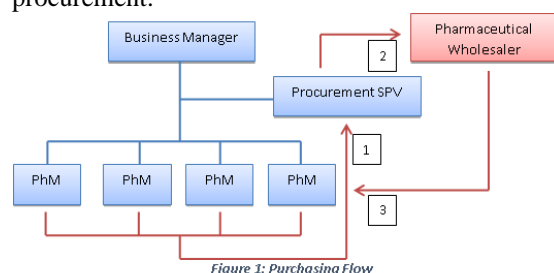 procurement.
Business Manager
Pharmaceutical
Wholesaler
2
Procurement SPV
1
PhM
PhM
PhM
PhM
3
Figure 1: Purchasing Flow